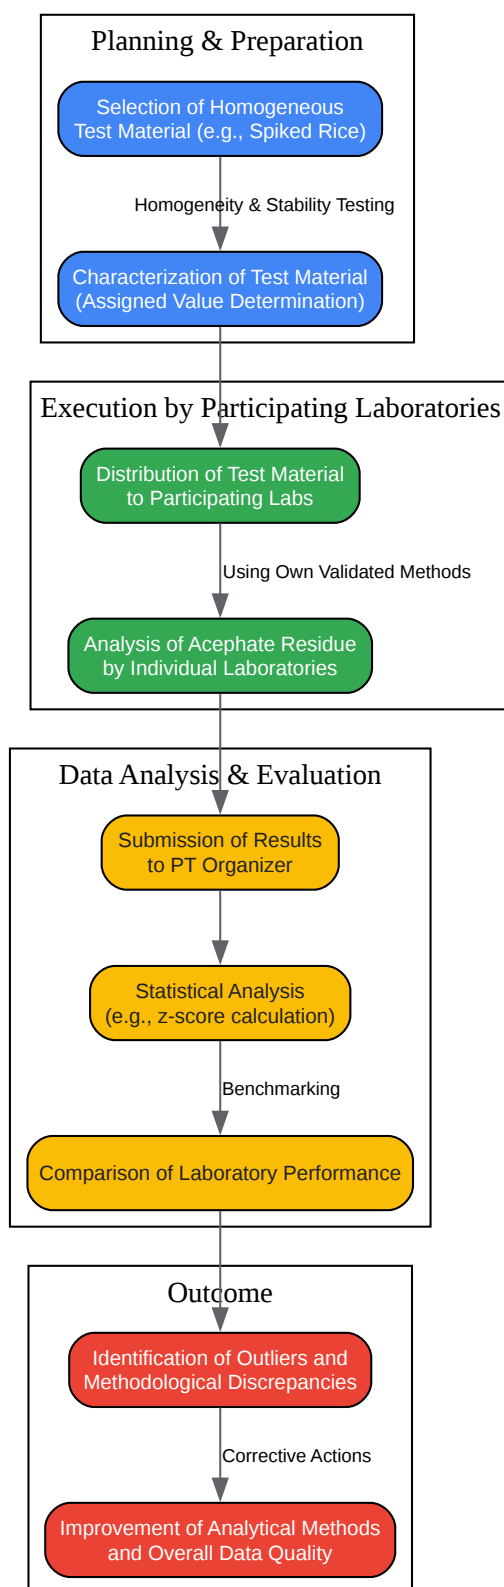 Planning & Preparation
Selection of Homogeneous
Test Material (e.g., Spiked Rice)
Homogeneity & Stability Testing
Characterization of Test Material
(Assigned Value Determination)
Execution by Participating Laboratories
Distribution of Test Material
to Participating Labs
Using Own Validated Methods
Analysis of Acephate Residue
by Individual Laboratories
Data Analysis & Evaluation
Submission of Results
to PT Organizer
Statistical Analysis
(e.g., z-score calculation)
Benchmarking
Comparison of Laboratory Performance
Outcome
Identification of Outliers and
Methodological Discrepancies
Corrective Actions
Improvement of Analytical Methods
and Overall Data Quality